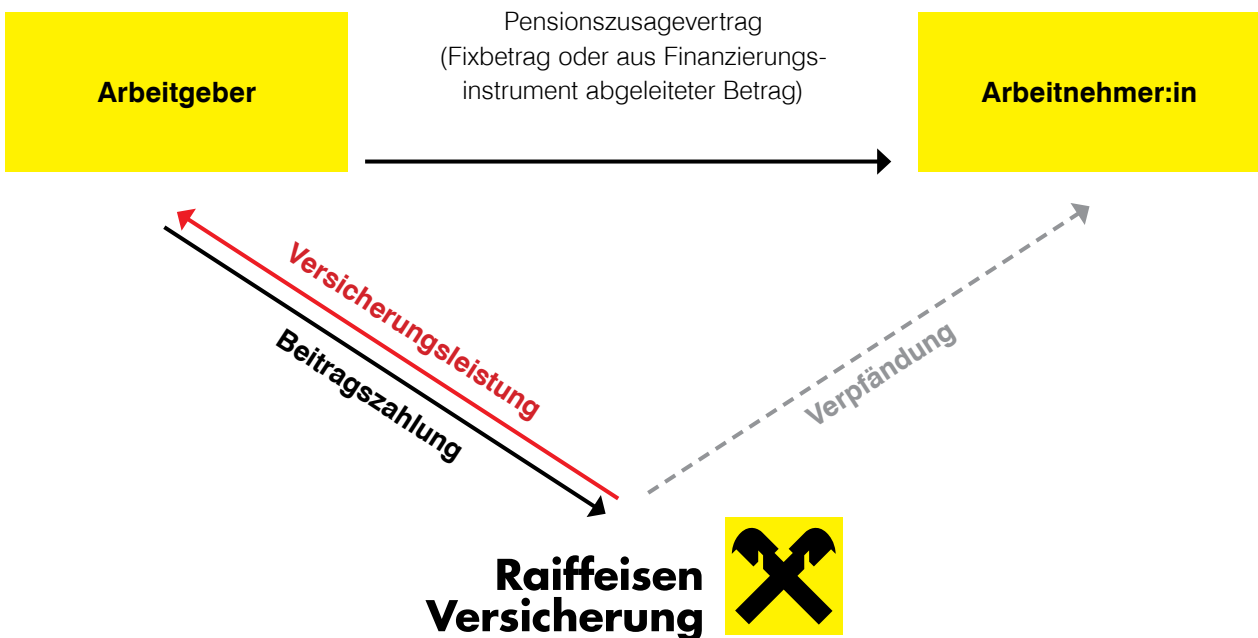 Pensionszusagevertrag
(Fixbetrag oder aus Finanzierungs-
instrument abgeleiteter Betrag)
Arbeitgeber
Arbeitnehmer:in
Versicherungsleistung
Beitragszahlung
Verpfändung
Raiffeisen
Versicherung